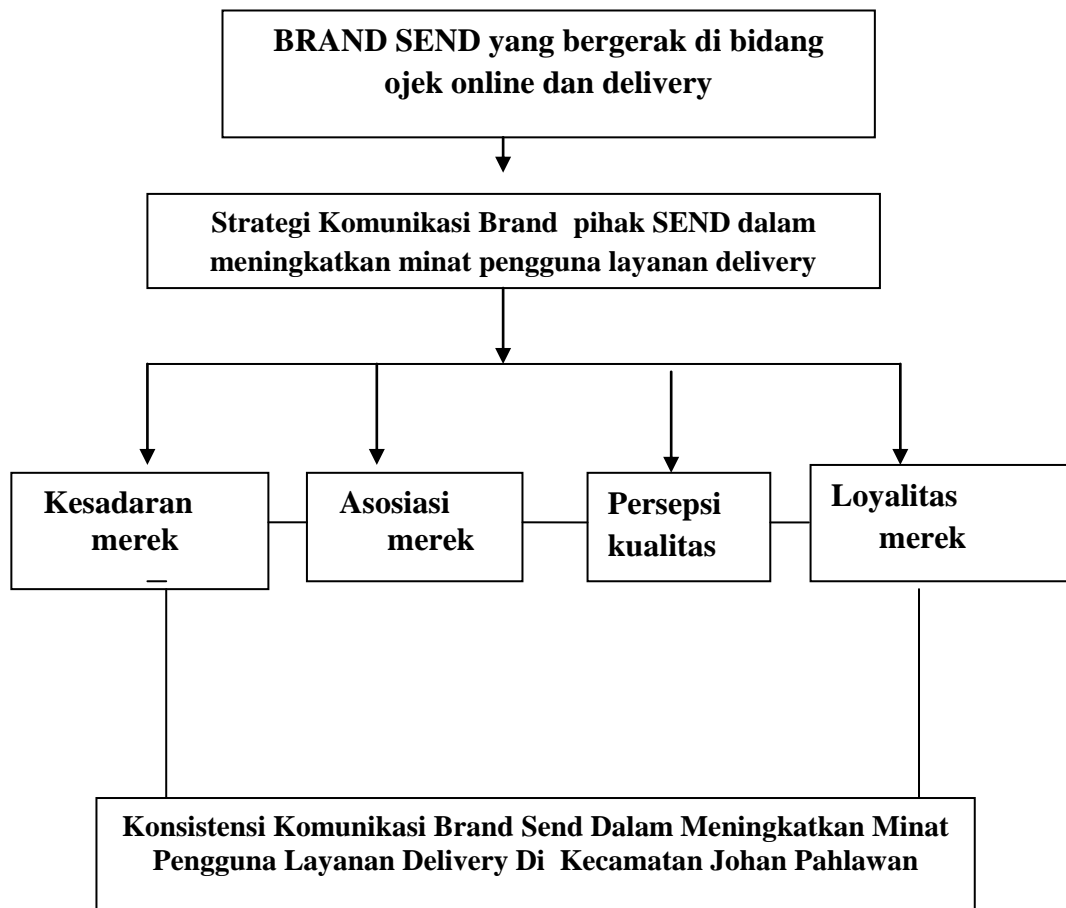 BRAND SEND yang bergerak di bidang
ojek online dan delivery
Strategi Komunikasi Brand pihak SEND dalam
meningkatkan minat pengguna layanan delivery
Kesadaran
merek
Asosiasi
merek
Persepsi
kualitas
Loyalitas
merek
Konsistensi Komunikasi Brand Send Dalam Meningkatkan Minat
Pengguna Layanan Delivery Di Kecamatan Johan Pahlawan